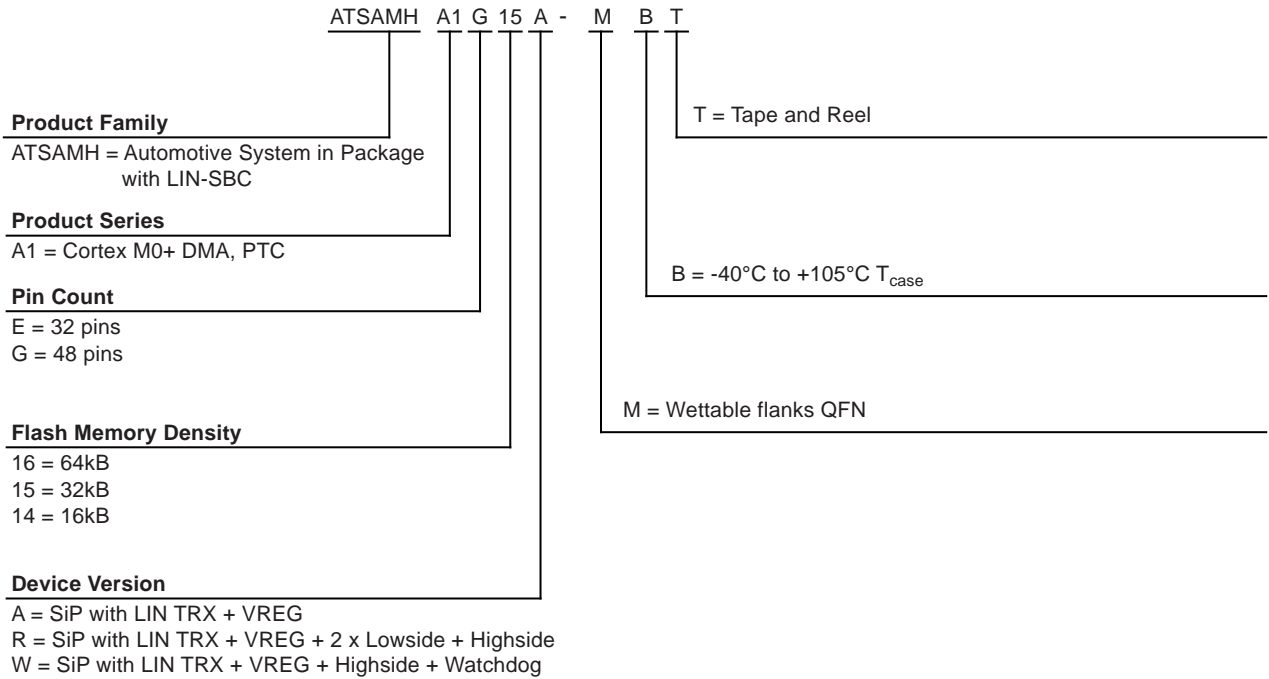 ATSAMH A1 G 15 A - M B T
Product Family
ATSAMH = Automotive System in Package
with LIN-SBC
Product Series
A1 = Cortex M0+ DMA, PTC
Pin Count
E = 32 pins
G = 48 pins
Flash Memory Density
16 = 64kB
15 = 32kB
14 = 16kB
Device Version
A = SiP with LIN TRX + VREG
R = SiP with LIN TRX + VREG + 2 x Lowside + Highside
W = SiP with LIN TRX + VREG + Highside + Watchdog
T = Tape and Reel
B = -40°C to +105°C Tcase
M = Wettable flanks QFN